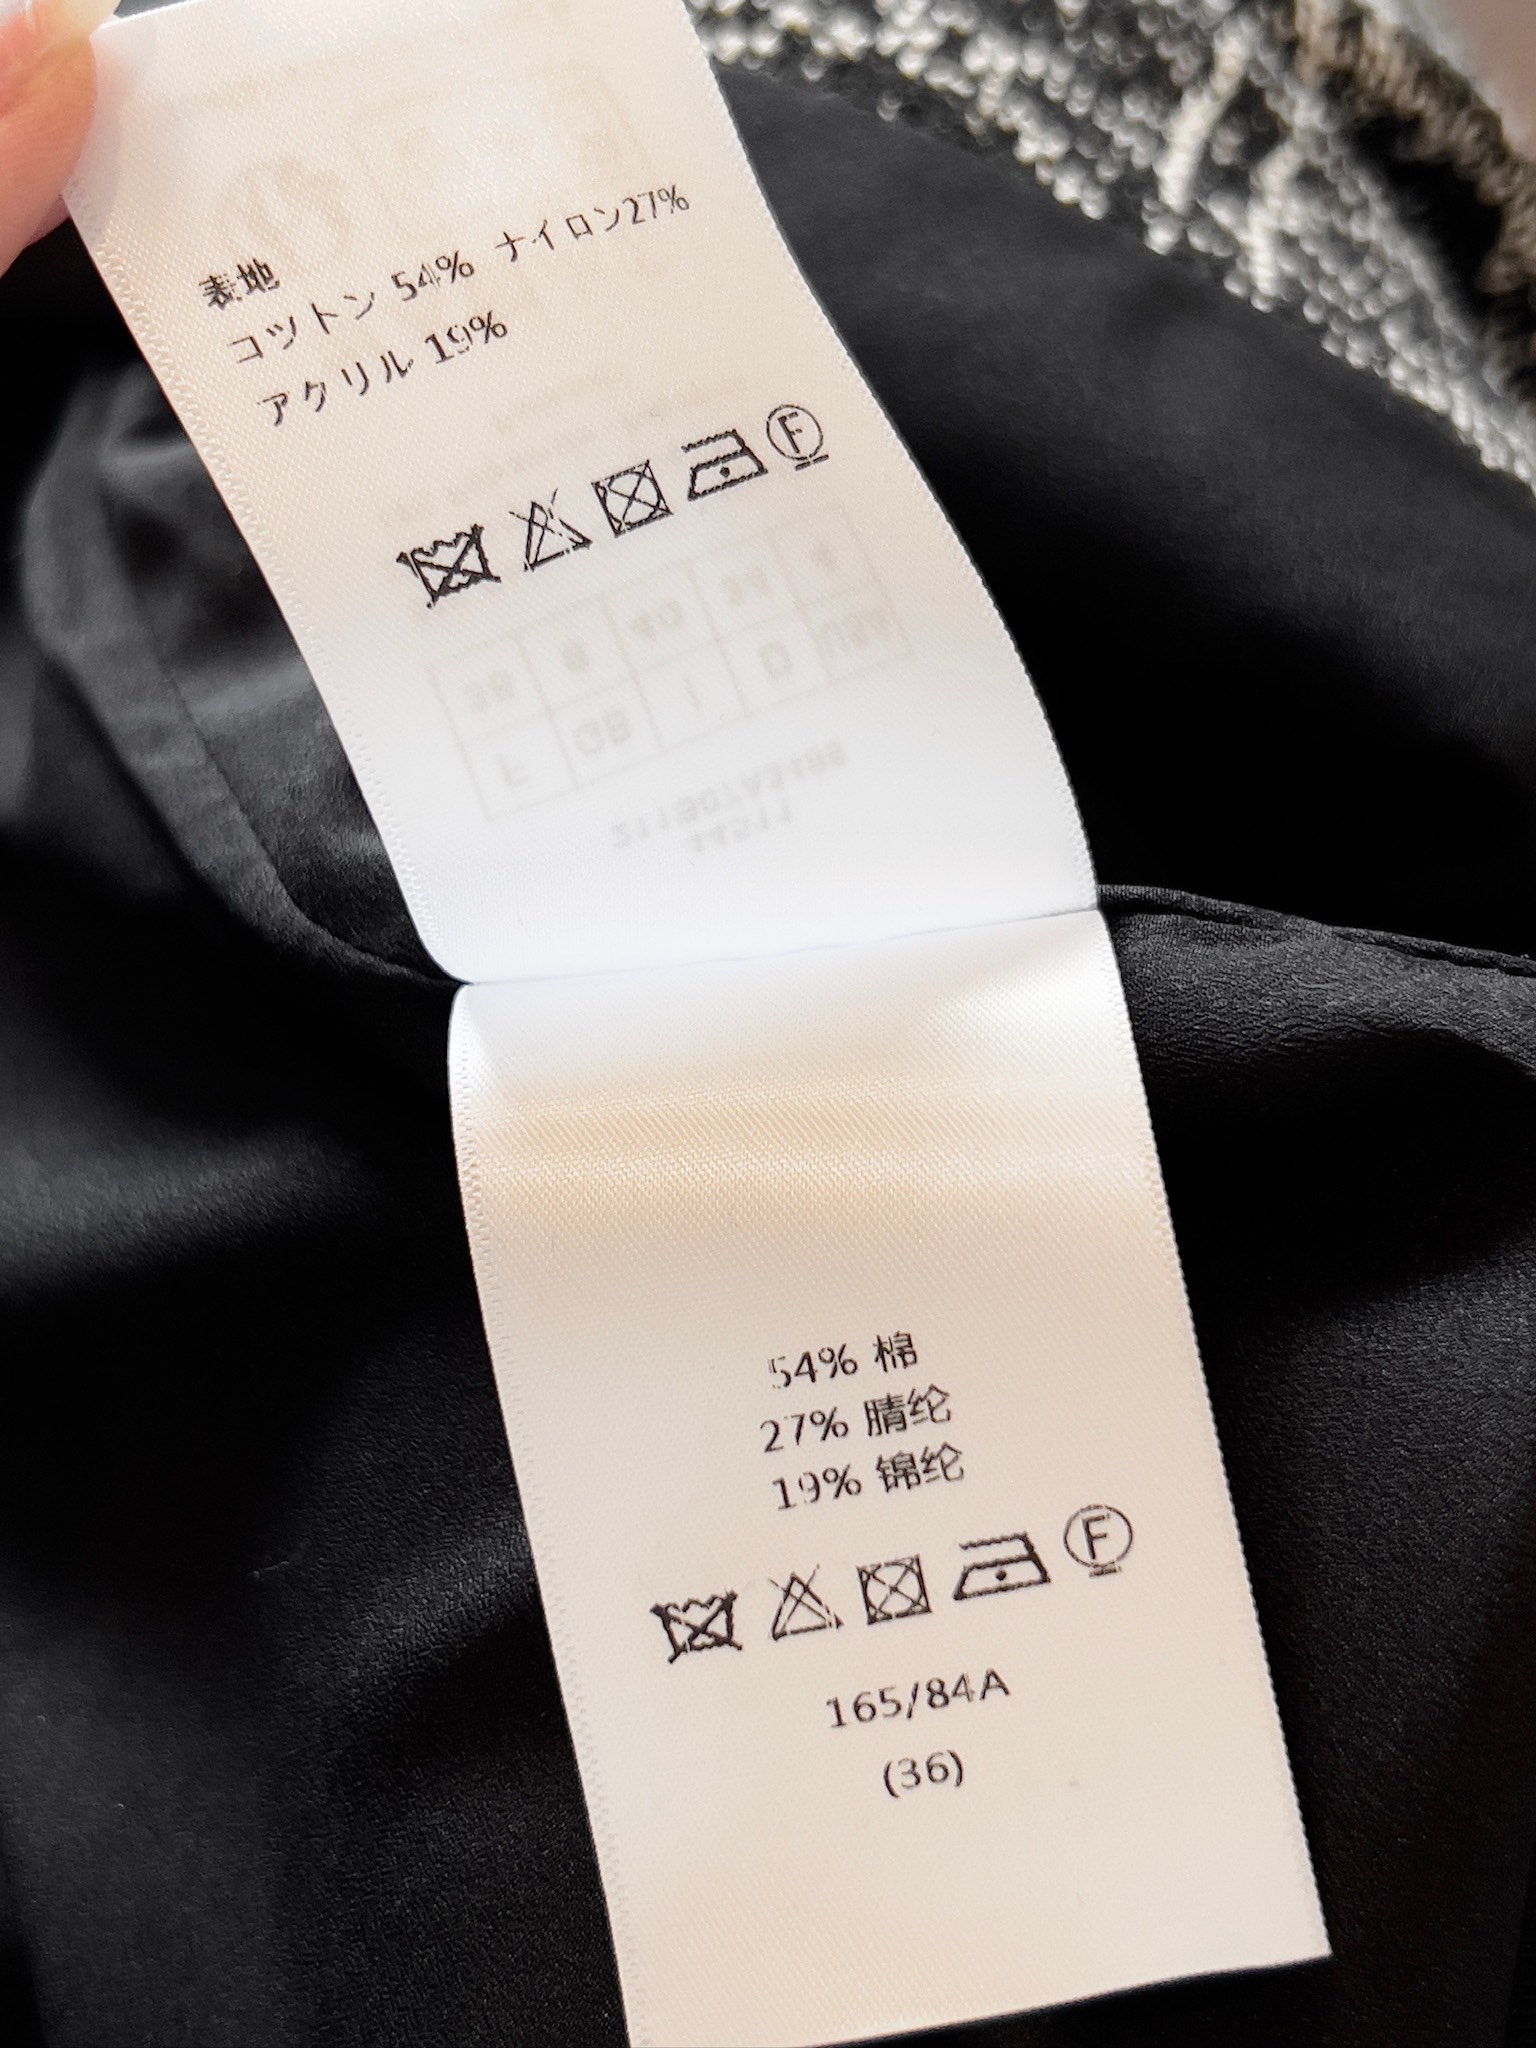 表地
コットン 54% ナイロン27%
アクリル 19%
F
54% 棉
27% 腈纶
19% 锦纶
F
165/84A
(36)